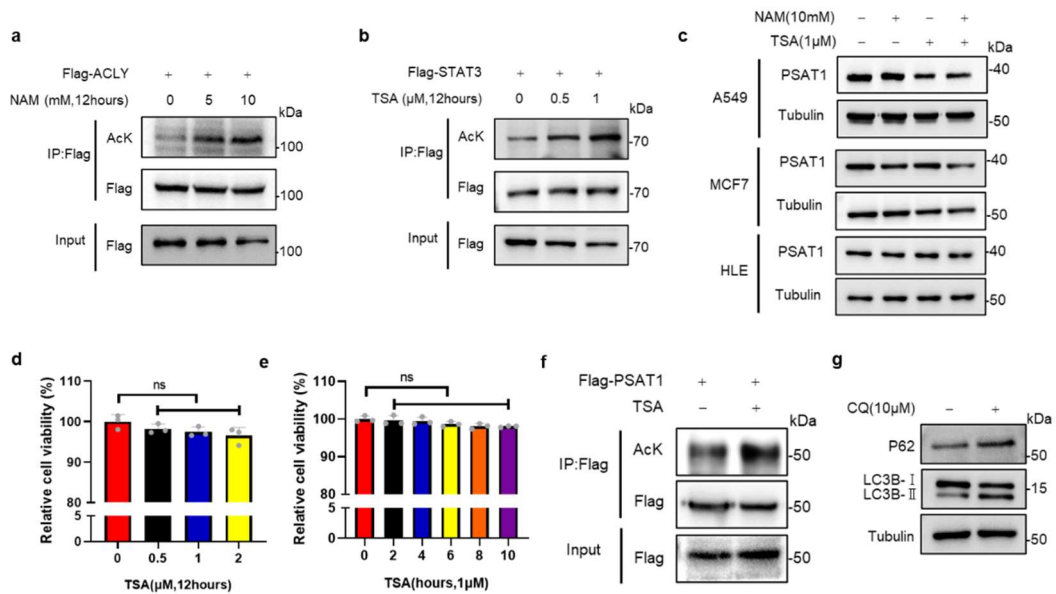 a
Flag-ACLY + + +
NAM (mM,12hours) 0 5 10
kDa
IP:Flag
AcK
100
Flag
100
Input
Flag
100
b
Flag-STAT3 + + +
TSA (µM,12hours) 0 0.5 1
kDa
IP:Flag
AcK
-70
Flag
-70
Input
Flag
-70
c
NAM(10mM) − + − +
TSA(1µM) − − + +
kDa
A549
PSAT1
-40
Tubulin
-50
MCF7
PSAT1
-40
Tubulin
-50
HLE
PSAT1
-40
Tubulin
-50
d
Relative cell viability (%)
110
100
90
80
5
0
ns
0 0.5 1 2
TSA(µM,12hours)
e
Relative cell viability (%)
110
100
90
80
5
0
ns
0 2 4 6 8 10
TSA(hours,1µM)
f
Flag-PSAT1 + +
TSA − +
kDa
IP:Flag
AcK
-50
Flag
-50
Input
Flag
-50
g
CQ(10µM) − +
kDa
P62
-50
LC3B-Ⅰ
LC3B-Ⅱ
-15
Tubulin
-50